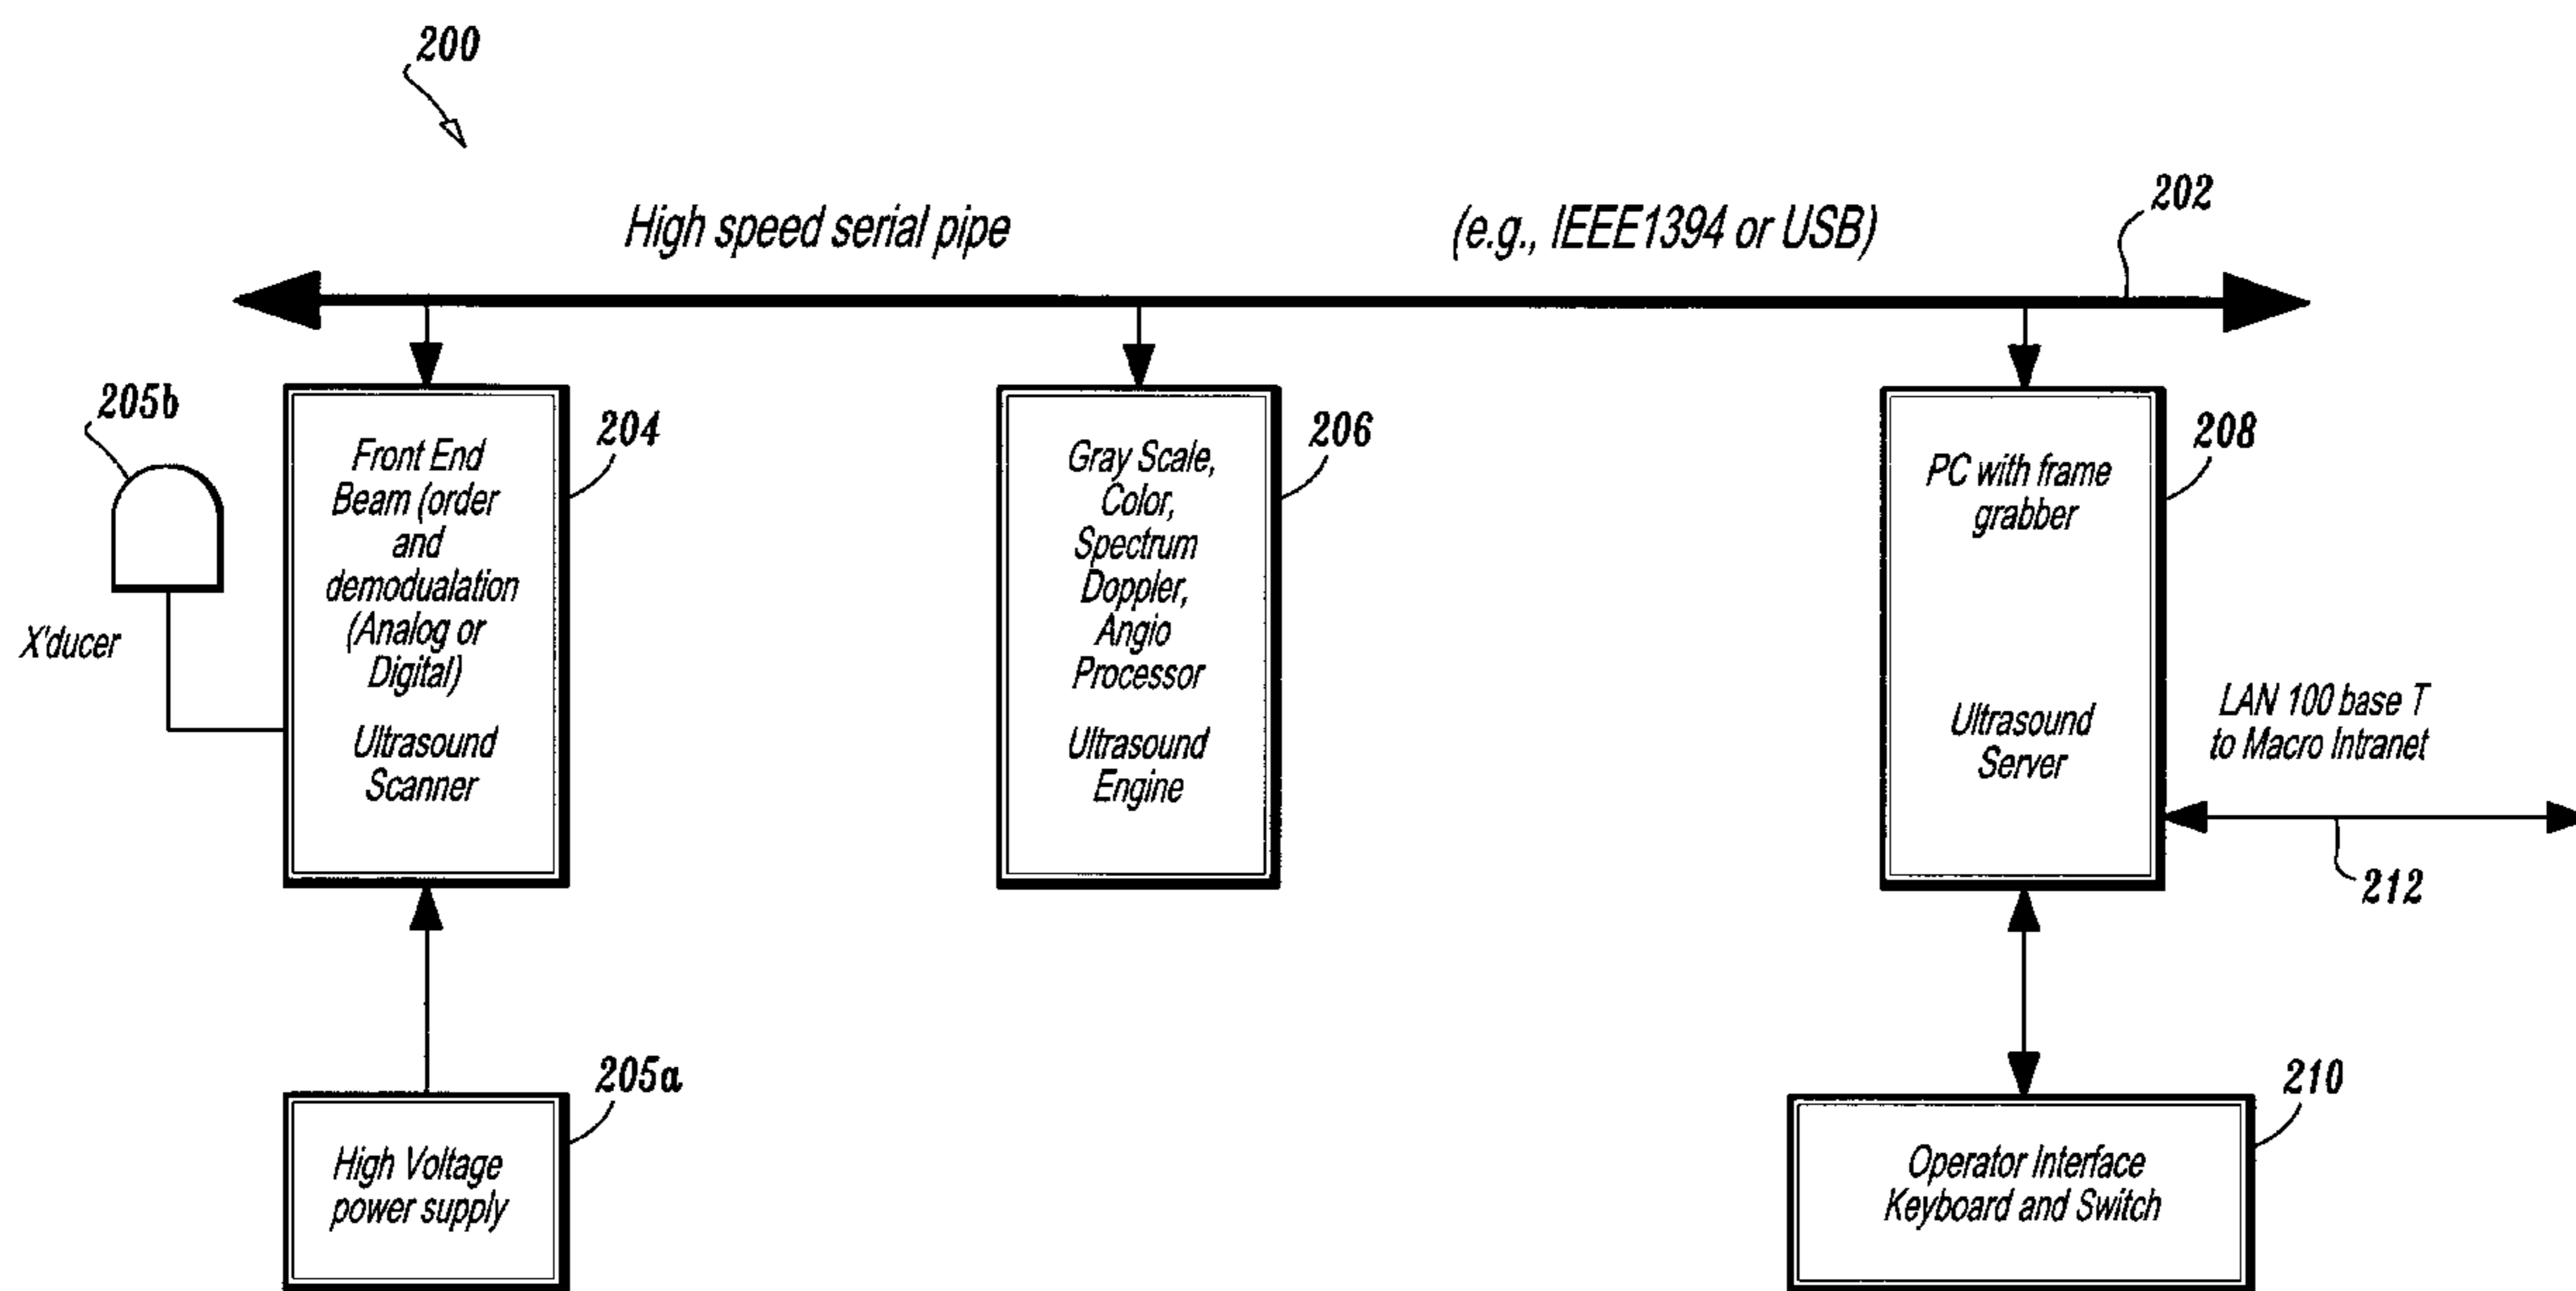 200
202
High speed serial pipe (e.g., IEEE1394 or USB)
205b
204
206
208
Front End
Beam (order
and
demodualation
(Analog or
Digital)
Ultrasound
Scanner
Gray Scale,
Color,
Spectrum
Doppler,
Angio
Processor
Ultrasound
Engine
PC with frame
grabber
Ultrasound
Server
X'ducer
LAN 100 base T
to Macro Intranet
212
205a
210
High Voltage
power supply
Operator Interface
Keyboard and Switch